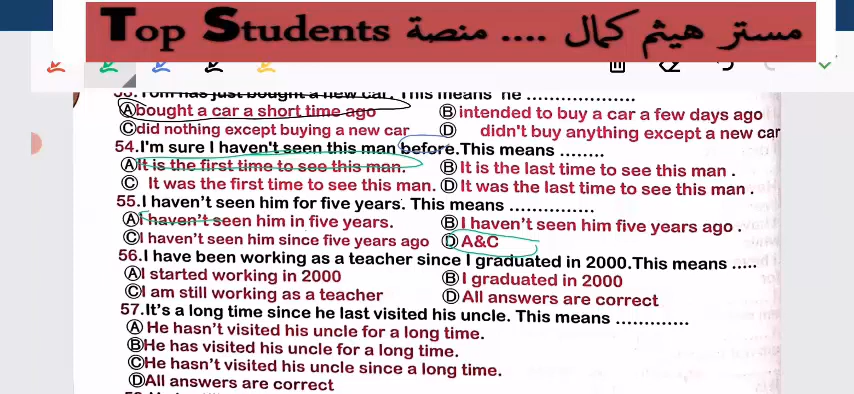 Top Students منصة .... مستر هيثم كمال
53.Tom has just bought a new car. This means he ...................
Ⓐbought a car a short time ago Ⓑintended to buy a car a few days ago
Ⓒdid nothing except buying a new car Ⓓ didn't buy anything except a new car
54.I'm sure I haven't seen this man before.This means ........
ⒶIt is the first time to see this man. ⒷIt is the last time to see this man .
Ⓒ It was the first time to see this man. ⒹIt was the last time to see this man .
55.I haven't seen him for five years. This means ...............
ⒶI haven't seen him in five years. ⒷI haven't seen him five years ago .
ⒸI haven't seen him since five years ago ⒹA&C
56.I have been working as a teacher since I graduated in 2000.This means .....
ⒶI started working in 2000 ⒷI graduated in 2000
ⒸI am still working as a teacher ⒹAll answers are correct
57.It's a long time since he last visited his uncle. This means .............
Ⓐ He hasn't visited his uncle for a long time.
ⒷHe has visited his uncle for a long time.
ⒸHe hasn't visited his uncle since a long time.
ⒹAll answers are correct